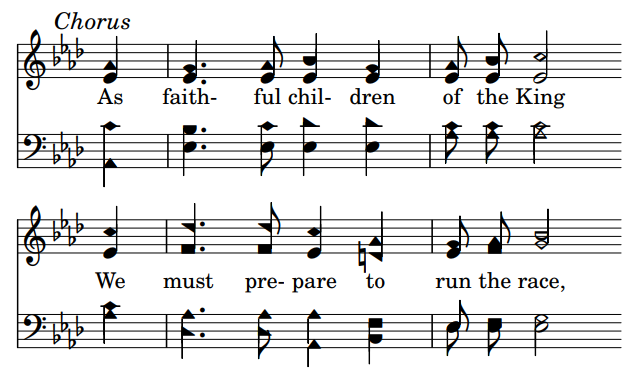 Chorus
As faith- ful chil- dren of the King
We must pre- pare to run the race,